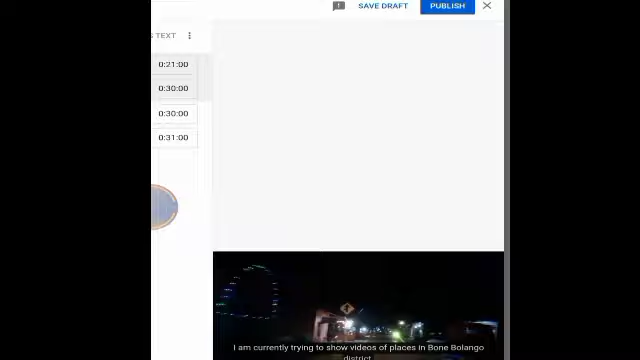 SAVE DRAFT
PUBLISH
TEXT
0:21:00
0:30:00
0:30:00
0:31:00
I am currently trying to show videos of places in Bone Bolango
district